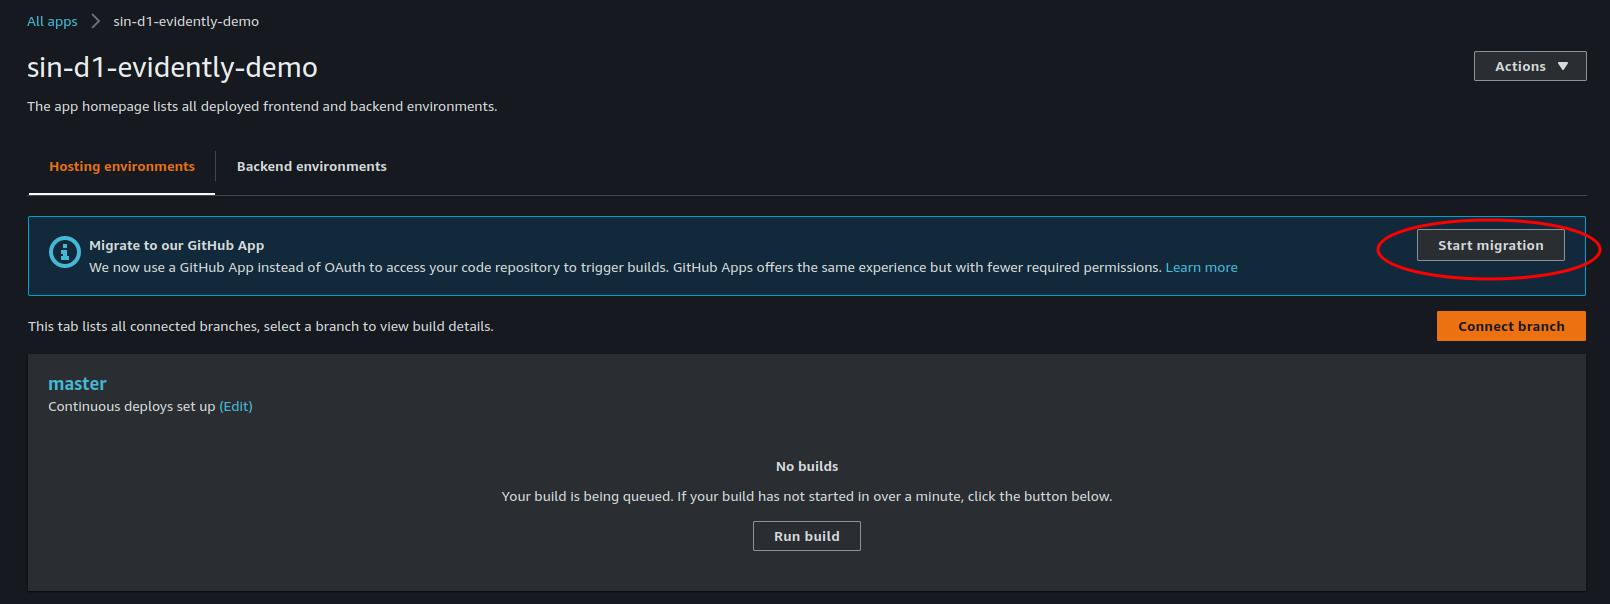 All apps > sin-d1-evidently-demo
sin-d1-evidently-demo
Actions ▼
The app homepage lists all deployed frontend and backend environments.
Hosting environments
Backend environments
Migrate to our GitHub App
We now use a GitHub App instead of OAuth to access your code repository to trigger builds. GitHub Apps offers the same experience but with fewer required permissions. Learn more
Start migration
This tab lists all connected branches, select a branch to view build details.
Connect branch
master
Continuous deploys set up (Edit)
No builds
Your build is being queued. If your build has not started in over a minute, click the button below.
Run build